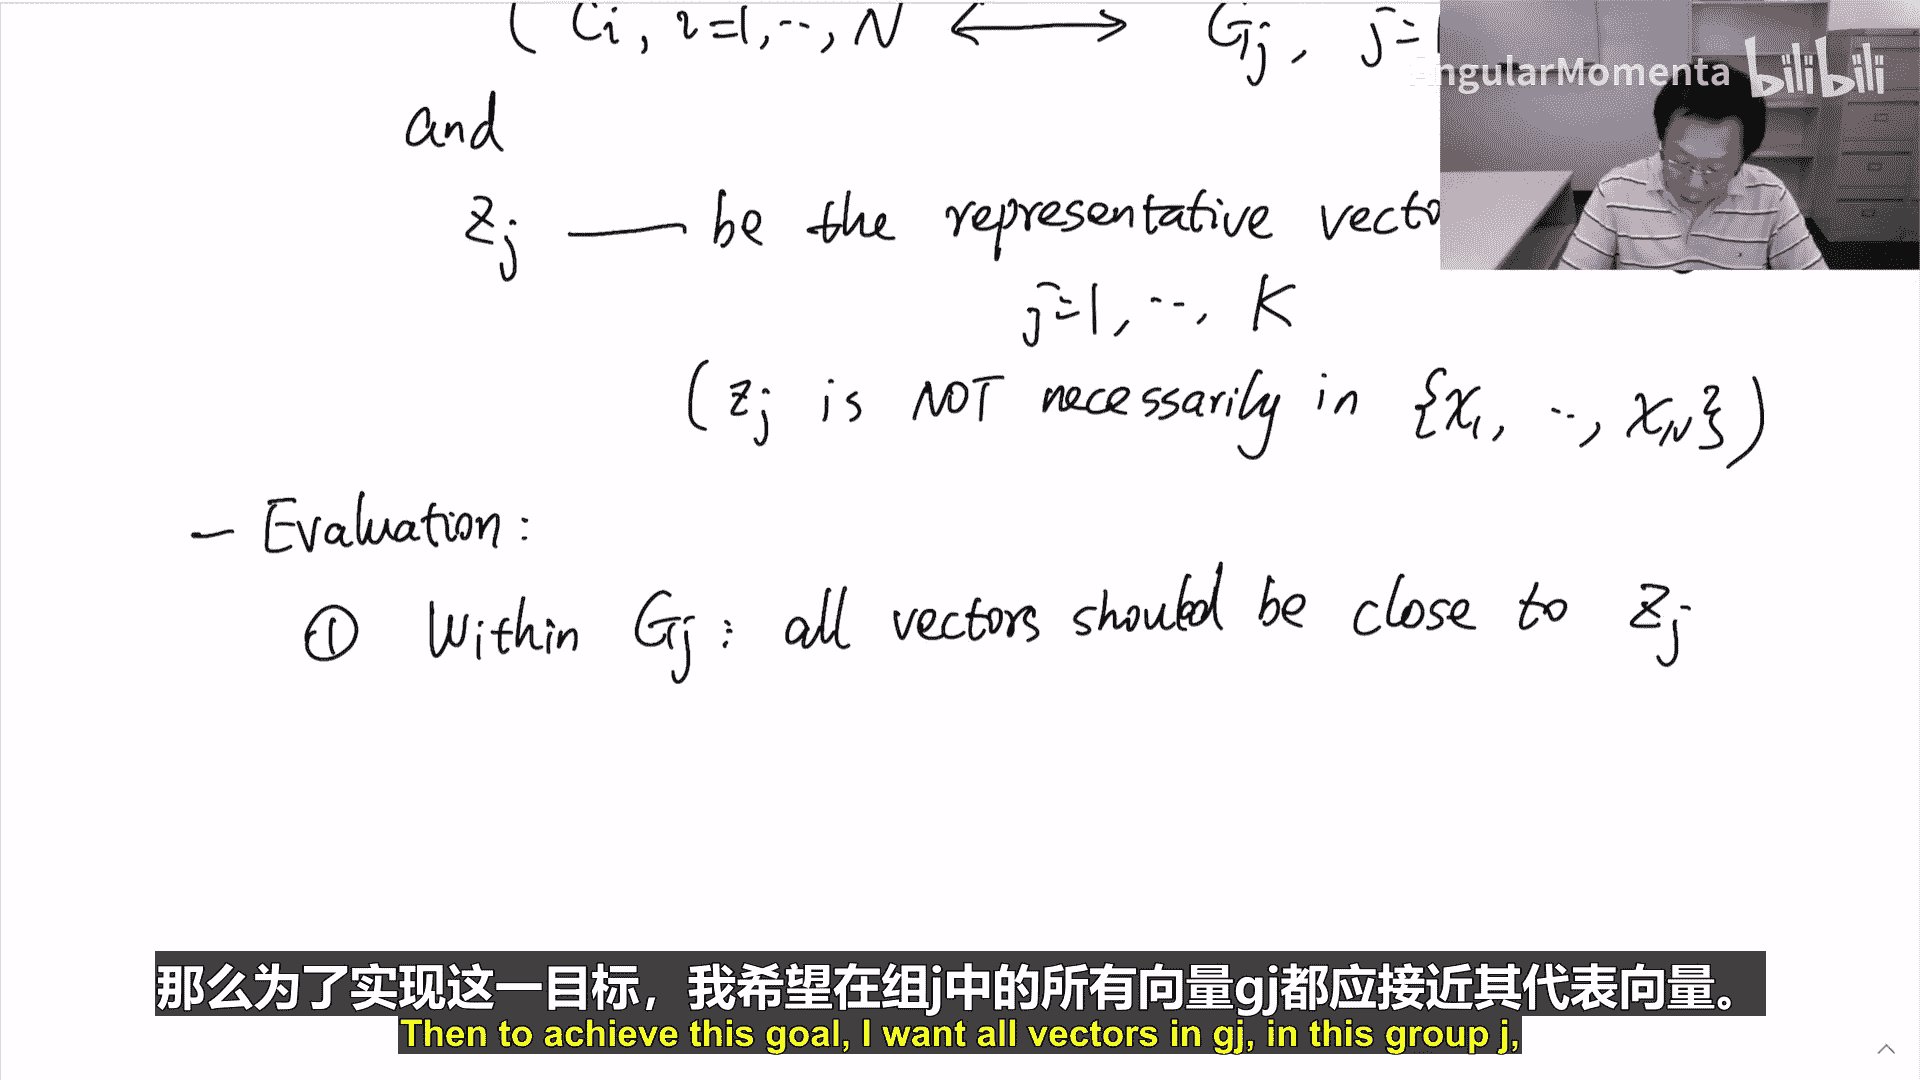 ( Ci, i=1,..., N ⟷ Gj, j=
AngularMomenta bilibili
and
Zj — be the representative vecto
j=1, ..., K
(Zj is NOT necessarily in {X1, ..., XN})
— Evaluation:
① Within Gj: all vectors should be close to Zj
那么为了实现这一目标，我希望在组j中的所有向量gj都应接近其代表向量。
Then to achieve this goal, I want all vectors in gj, in this group j,